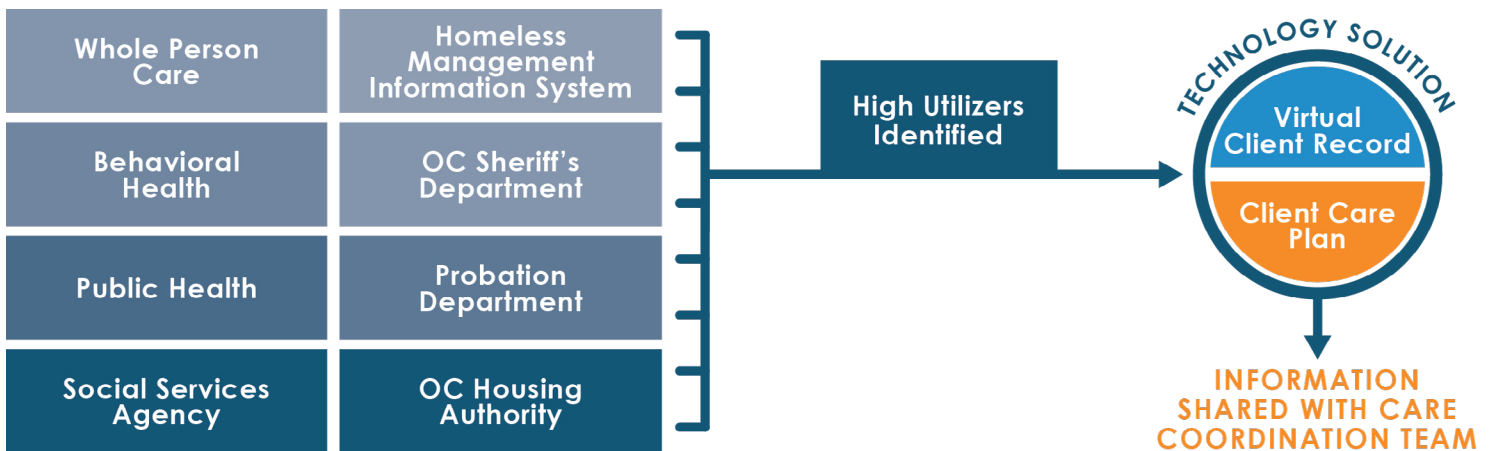 Whole Person
Care
Homeless
Management
Information System
Behavioral
Health
OC Sheriff's
Department
Public Health
Probation
Department
Social Services
Agency
OC Housing
Authority
High Utilizers
Identified
TECHNOLOGY SOLUTION
Virtual
Client Record
Client Care
Plan
INFORMATION
SHARED WITH CARE
COORDINATION TEAM